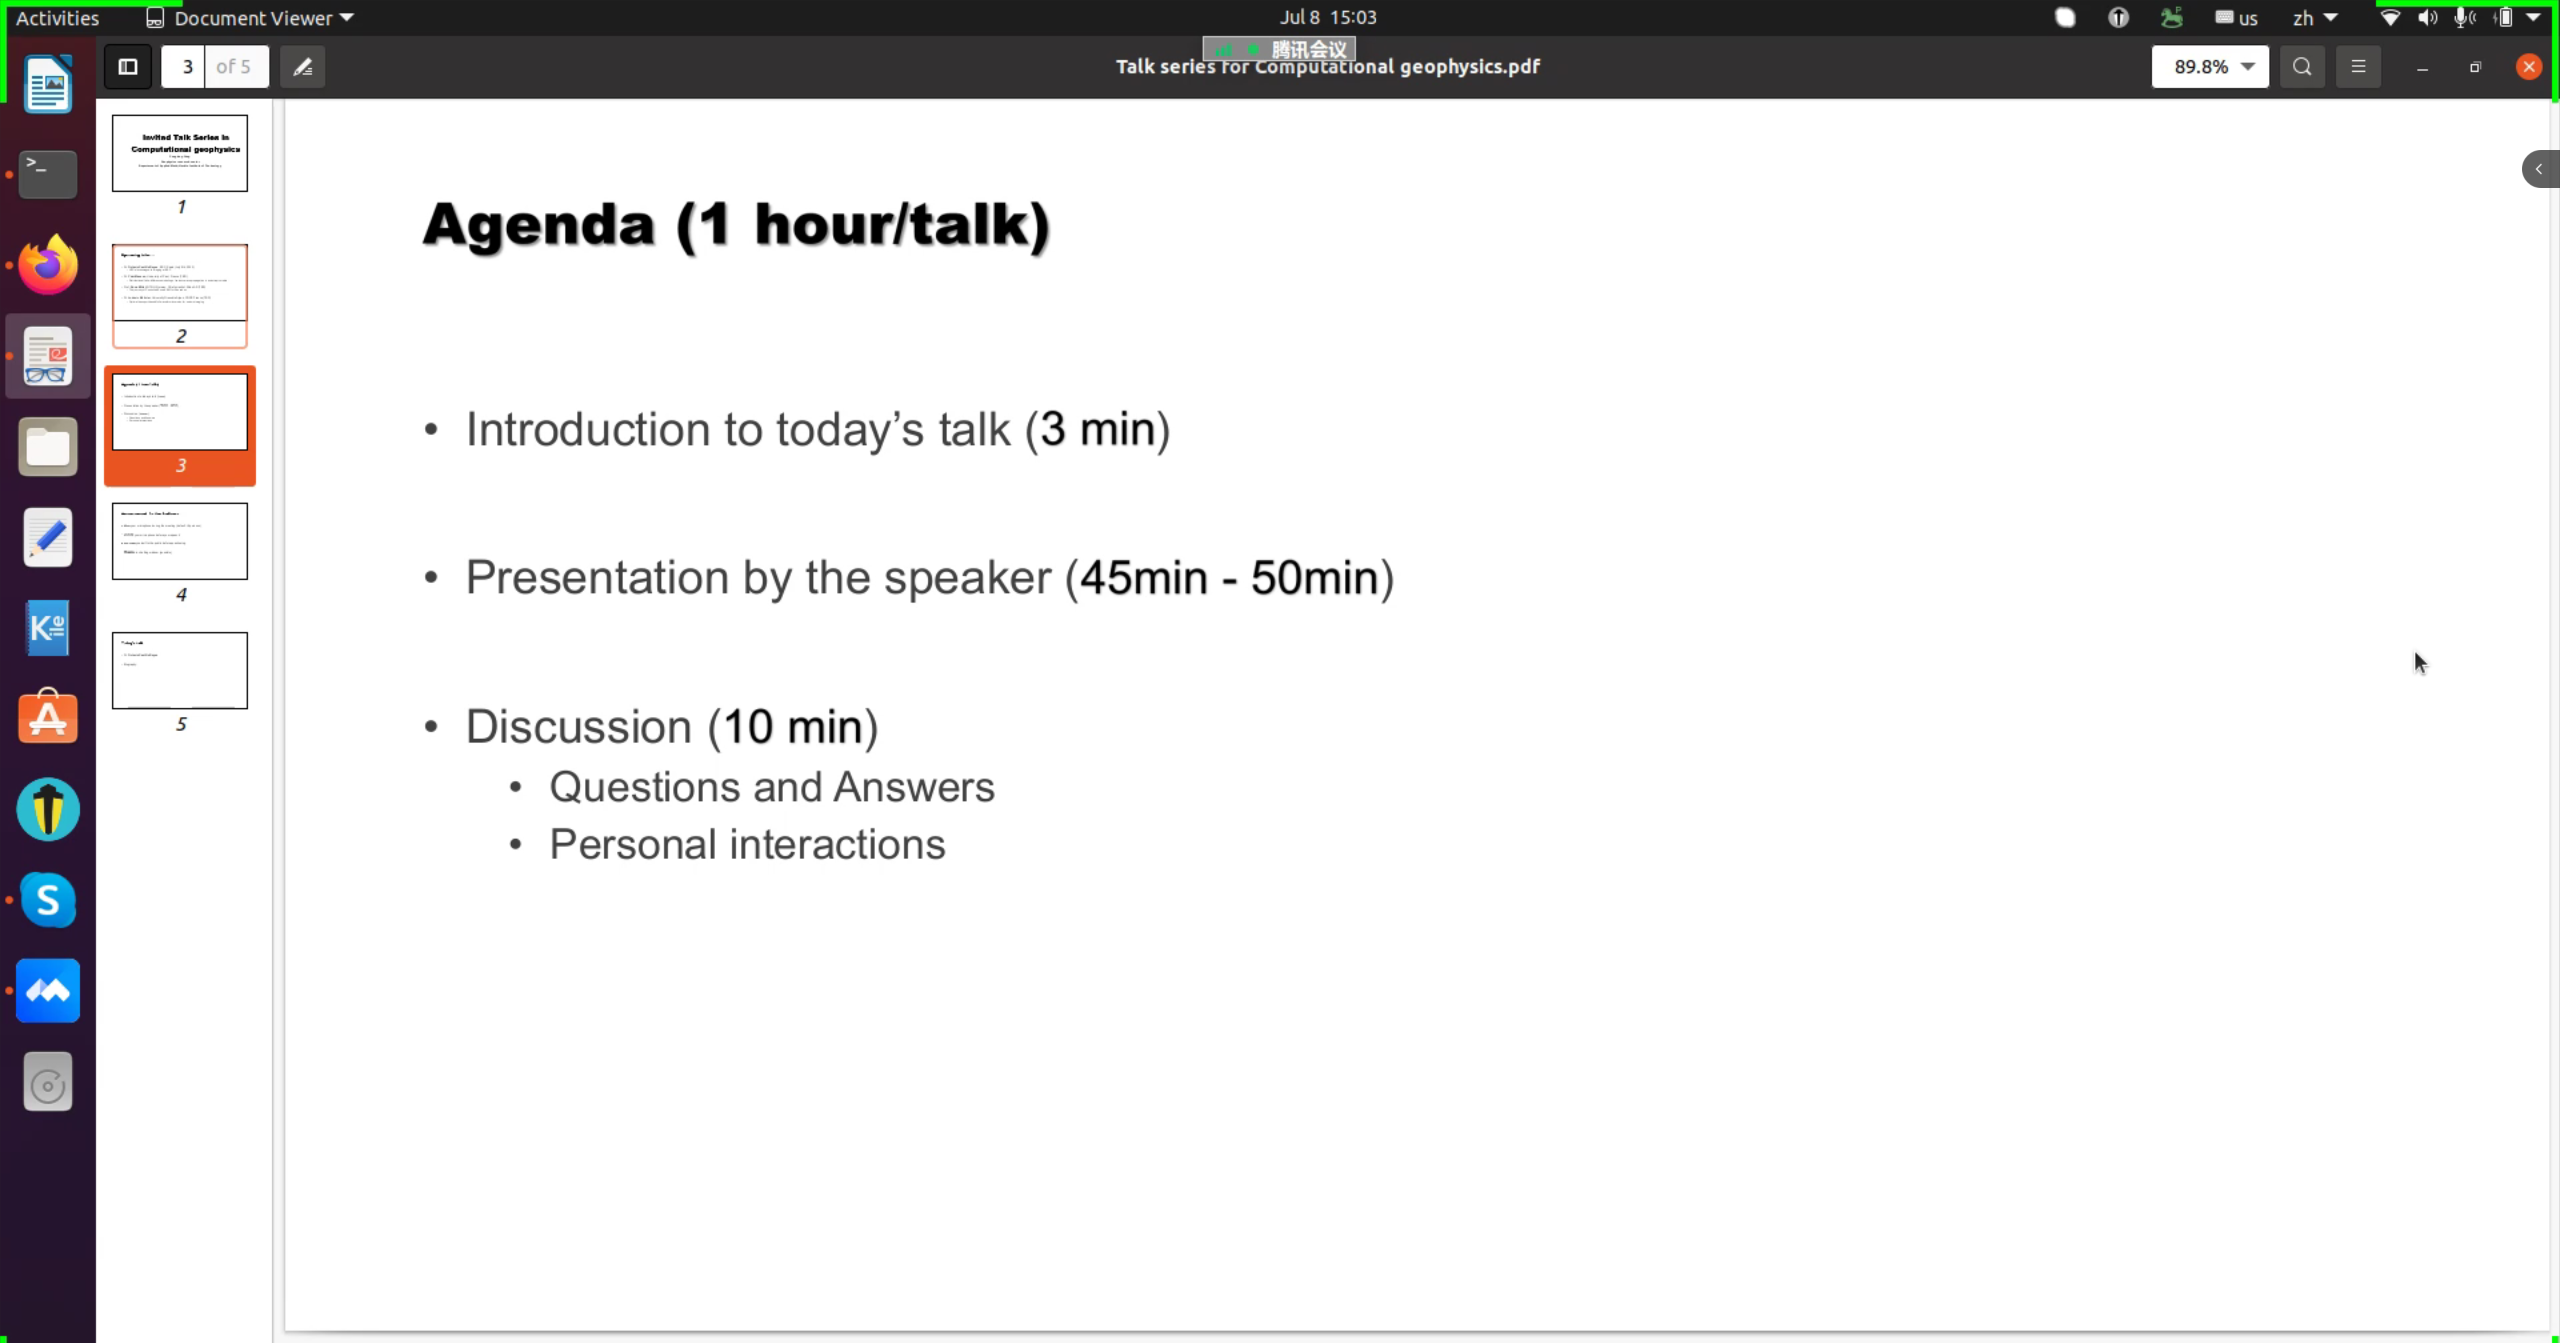 Activities
Document Viewer
Jul 8 15:03
us
zh
3 of 5
腾讯会议
Talk series for Computational geophysics.pdf
89.8%
Invited Talk Series in
Computational geophysics
1
2
3
4
5
Agenda (1 hour/talk)
• Introduction to today’s talk (3 min)
• Presentation by the speaker (45min - 50min)
• Discussion (10 min)
• Questions and Answers
• Personal interactions